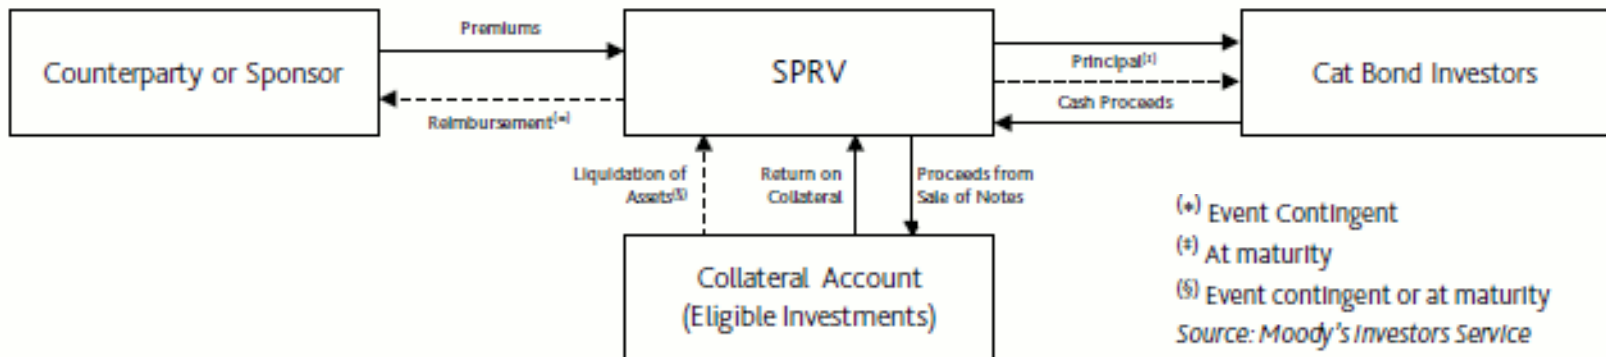 Premiums
Counterparty or Sponsor
Reimbursement(*)
SPRV
Principal(‡)
Cash Proceeds
Cat Bond Investors
Liquidation of
Assets(§)
Return on
Collateral
Proceeds from
Sale of Notes
Collateral Account
(Eligible Investments)
(*) Event Contingent
(‡) At maturity
(§) Event contingent or at maturity
Source: Moody's Investors Service